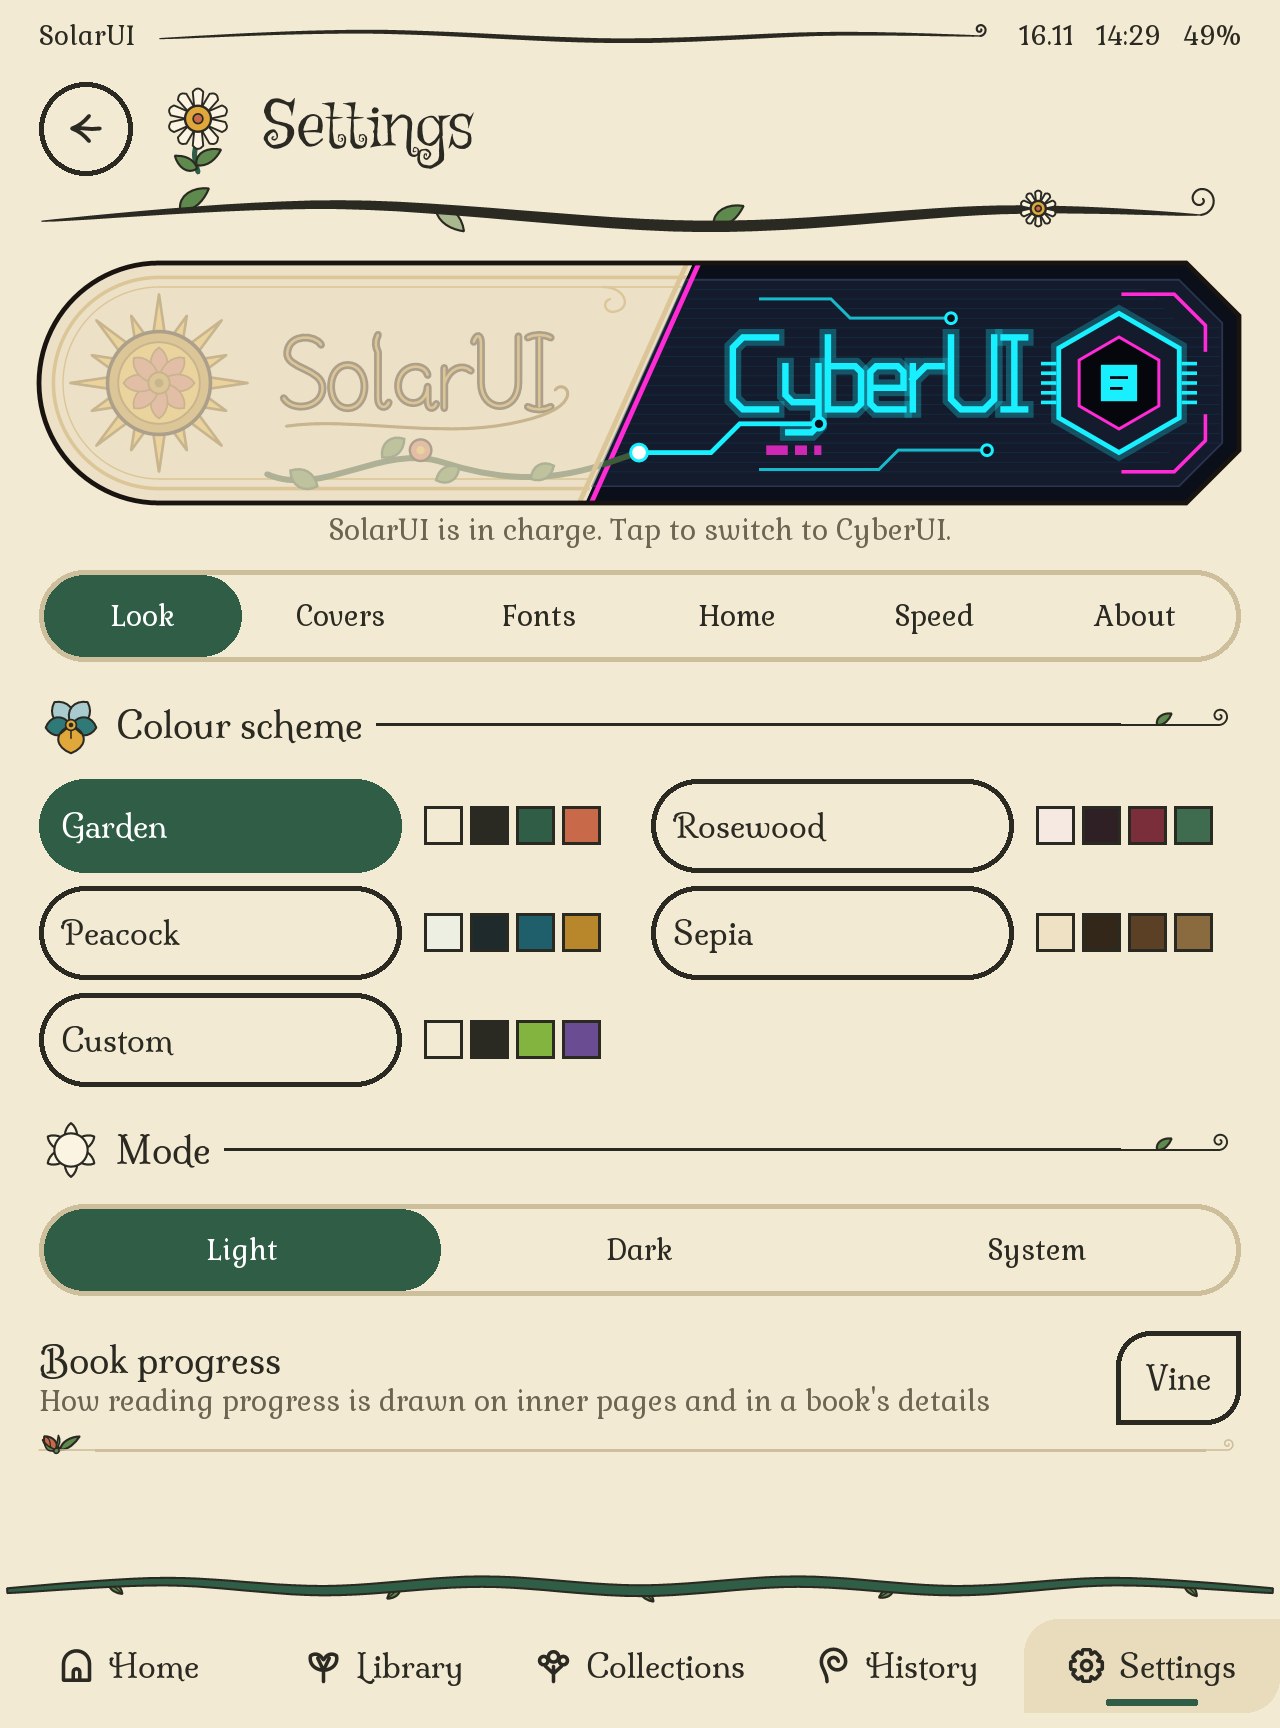 SolarUI 16.11 14:29 49%
Settings
SolarUI CyberUI
SolarUI is in charge. Tap to switch to CyberUI.
Look Covers Fonts Home Speed About
Colour scheme
Garden Rosewood
Peacock Sepia
Custom
Mode
Light Dark System
Book progress
Vine
How reading progress is drawn on inner pages and in a book's details
Home Library Collections History Settings